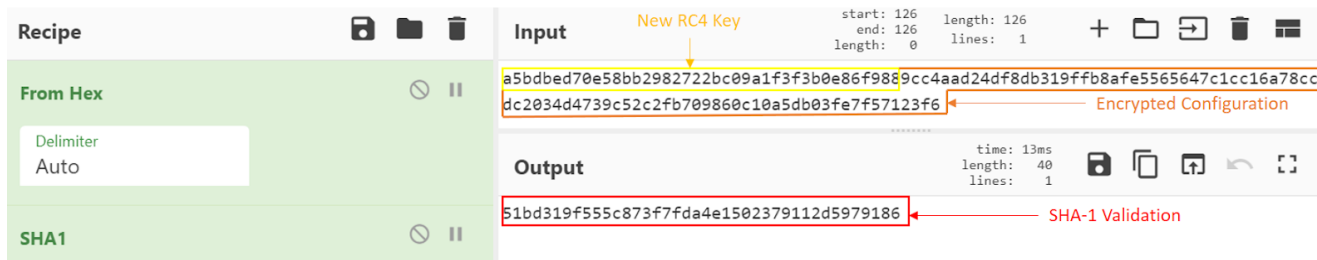 Recipe
From Hex
Delimiter
Auto
SHA1
Input
New RC4 Key
start: 126
end: 126
length: 0
length: 126
lines: 1
a5bdbed70e58bb2982722bc09a1f3f3b0e86f9889cc4aad24df8db319ffb8afe5565647c1cc16a78cc
dc2034d4739c52c2fb709860c10a5db03fe7f57123f6
Encrypted Configuration
Output
time: 13ms
length: 40
lines: 1
51bd319f555c873f7fda4e1502379112d5979186
SHA-1 Validation